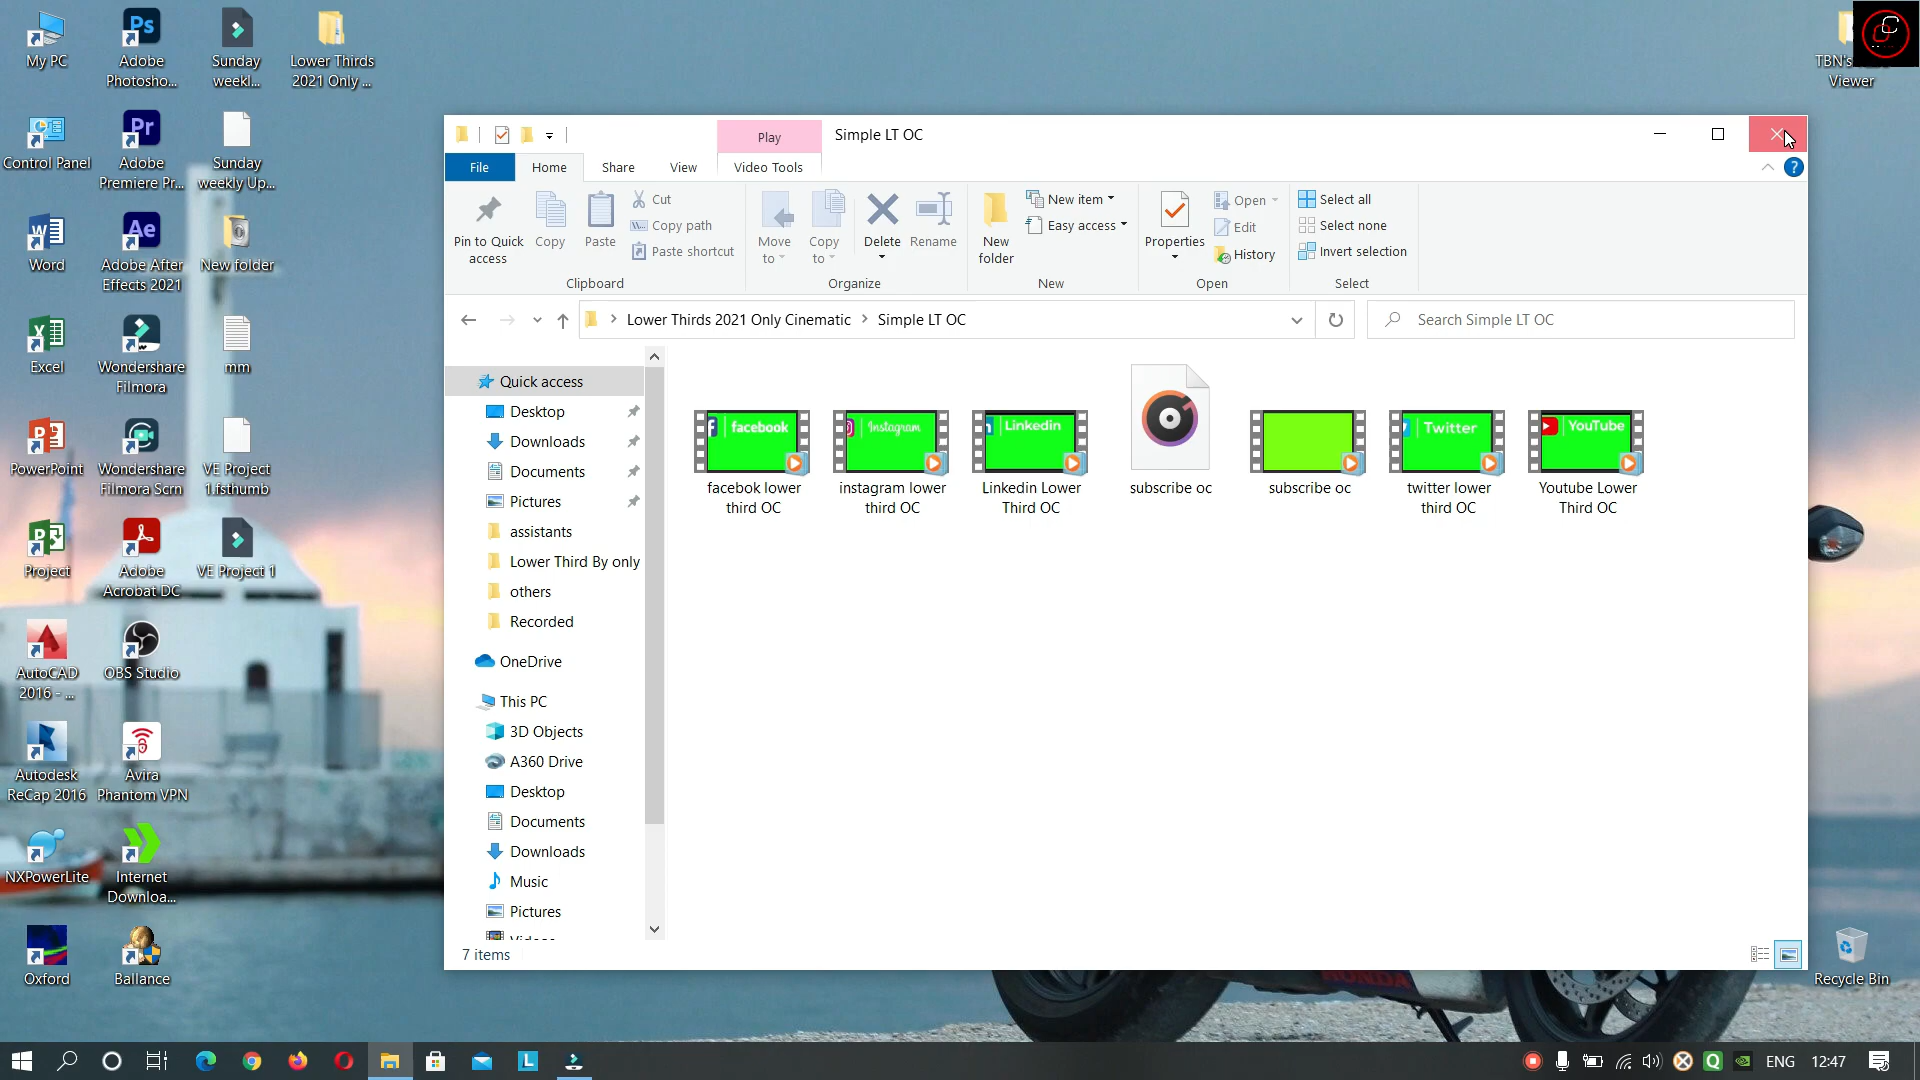 My PC
Adobe
Photosho...
Sunday
weekl...
Lower Thirds
2021 Only ...
Control Panel
Adobe
Premiere Pr...
Sunday
weekly Up...
Word
Adobe After
Effects 2021
New folder
Excel
Wondershare
Filmora
mm
PowerPoint
Wondershare
Filmora Scrn
VE Project
1.fsthumb
Project
Adobe
Acrobat DC
VE Project 1
AutoCAD
2016 - ...
OBS Studio
Autodesk
ReCap 2016
Avira
Phantom VPN
NXPowerLite
Internet
Downloa...
Oxford
Ballance
TBN's
Viewer
Recycle Bin
Play
Simple LT OC
File
Home
Share
View
Video Tools
Pin to Quick
access
Copy
Paste
Cut
Copy path
Paste shortcut
Clipboard
Move
to
Copy
to
Delete
Rename
Organize
New
folder
New item
Easy access
New
Properties
Open
Edit
History
Open
Select all
Select none
Invert selection
Select
Lower Thirds 2021 Only Cinematic > Simple LT OC
Search Simple LT OC
Quick access
Desktop
Downloads
Documents
Pictures
assistants
Lower Third By only
others
Recorded
OneDrive
This PC
3D Objects
A360 Drive
Desktop
Documents
Downloads
Music
Pictures
Videos
facebook
Instagram
Linkedin
Twitter
YouTube
facebok lower
third OC
instagram lower
third OC
Linkedin Lower
Third OC
subscribe oc
subscribe oc
twitter lower
third OC
Youtube Lower
Third OC
7 items
HONDA
ENG
12:47